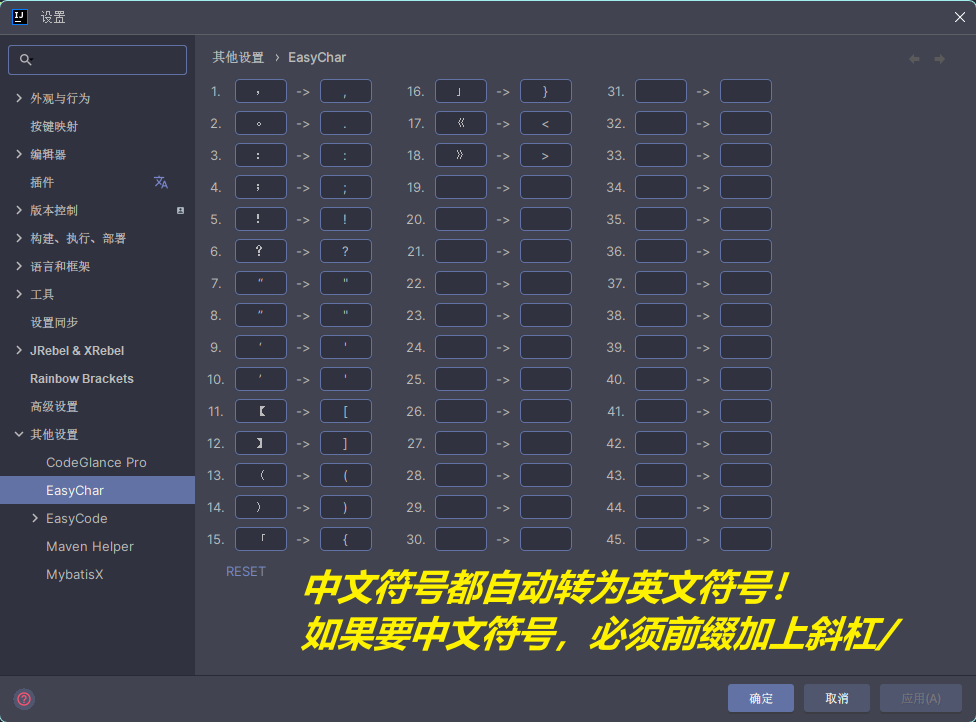 设置
其他设置 › EasyChar
外观与行为
按键映射
编辑器
插件
版本控制
构建、执行、部署
语言和框架
工具
设置同步
JRebel & XRebel
Rainbow Brackets
高级设置
其他设置
CodeGlance Pro
EasyChar
EasyCode
Maven Helper
MybatisX
1. ， -> ,
2. 。 -> .
3. ： -> :
4. ； -> ;
5. ！ -> !
6. ？ -> ?
7. “ -> "
8. ” -> "
9. ‘ -> '
10. ’ -> '
11. 【 -> [
12. 】 -> ]
13. （ -> (
14. ） -> )
15. 「 -> {
16. 」 -> }
17. 《 -> <
18. 》 -> >
19. ->
20. ->
21. ->
22. ->
23. ->
24. ->
25. ->
26. ->
27. ->
28. ->
29. ->
30. ->
31. ->
32. ->
33. ->
34. ->
35. ->
36. ->
37. ->
38. ->
39. ->
40. ->
41. ->
42. ->
43. ->
44. ->
45. ->
RESET
中文符号都自动转为英文符号！
如果要中文符号，必须前缀加上斜杠/
?
确定
取消
应用(A)